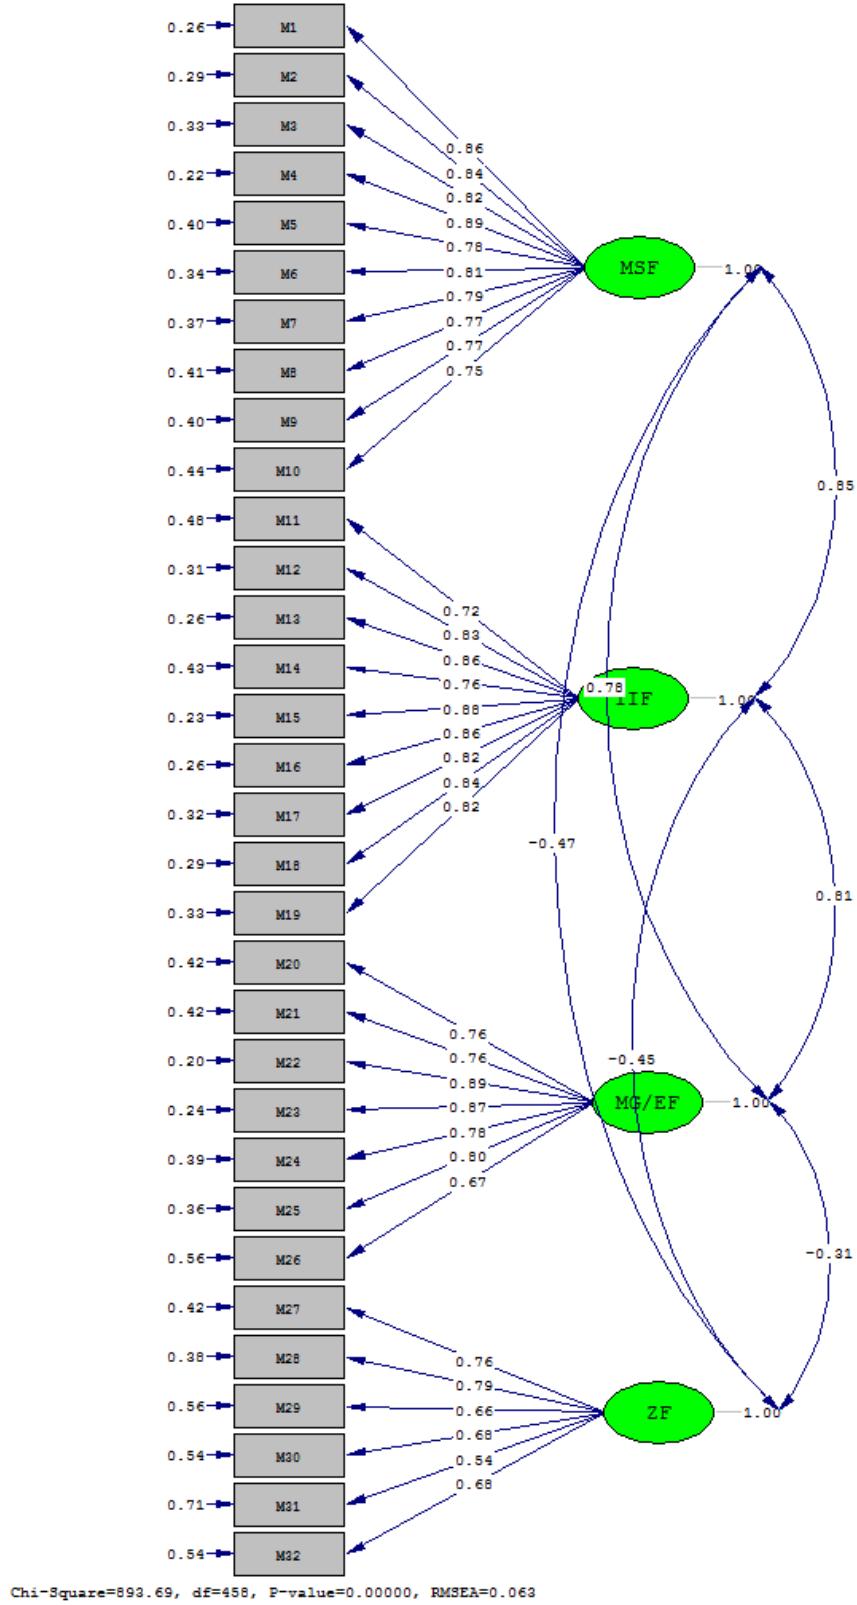 0.26 M1
0.29 M2
0.33 M3
0.22 M4
0.40 M5
0.34 M6
0.37 M7
0.41 M8
0.40 M9
0.44 M10
0.48 M11
0.31 M12
0.26 M13
0.43 M14
0.23 M15
0.26 M16
0.32 M17
0.29 M18
0.33 M19
0.42 M20
0.42 M21
0.20 M22
0.24 M23
0.39 M24
0.36 M25
0.56 M26
0.42 M27
0.38 M28
0.56 M29
0.54 M30
0.71 M31
0.54 M32
0.86
0.84
0.82
0.89
0.78
0.81
0.79
0.77
0.77
0.75
MSF 1.00
0.72
0.83
0.86
0.76
0.88
0.86
0.82
0.84
0.82
IIF 1.00
0.76
0.76
0.89
0.87
0.78
0.80
0.67
MG/EF 1.00
0.76
0.79
0.66
0.68
0.54
0.68
ZF 1.00
0.85
0.78
-0.47
0.81
-0.45
-0.31
Chi-Square=893.69, df=458, P-value=0.00000, RMSEA=0.063